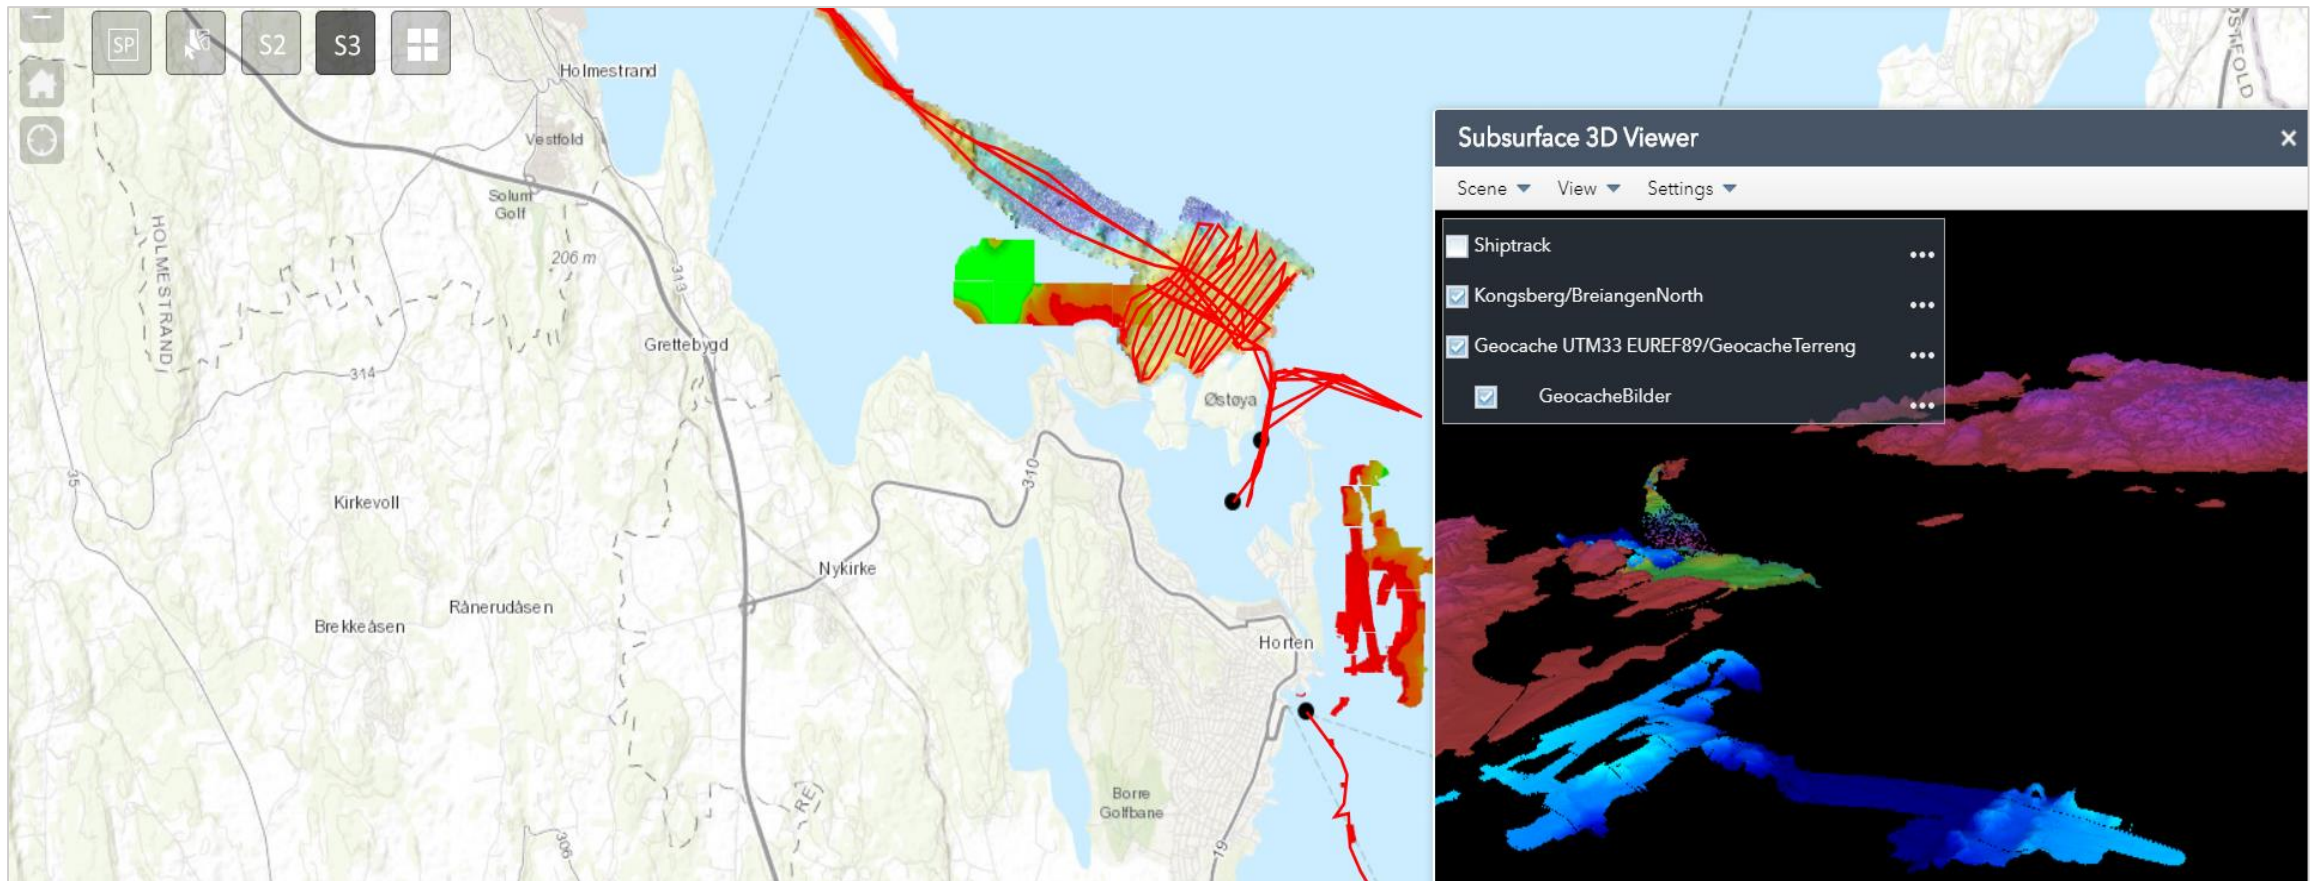 SP
S2
S3
Holmestrand
Vestfold
Solum
Golf
HOLMESTRAND
206 m
313
Grettebygd
314
35
Kirkevoll
310
Nykirke
Rånerudåsen
Brekkeåsen
Østøya
Horten
Borre
Golfbane
RE
306
19
ØSTFOLD
Subsurface 3D Viewer
Scene View Settings
Shiptrack
Kongsberg/BreiangenNorth
Geocache UTM33 EUREF89/GeocacheTerreng
GeocacheBilder